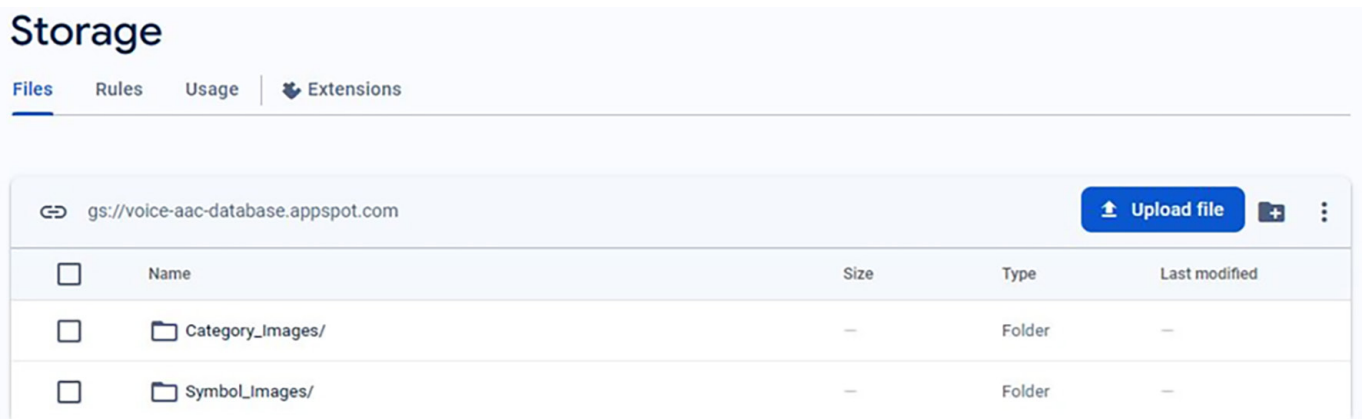 Storage
Files Rules Usage Extensions
gs://voice-aac-database.appspot.com Upload file
Name Size Type Last modified
Category_Images/ — Folder —
Symbol_Images/ — Folder —